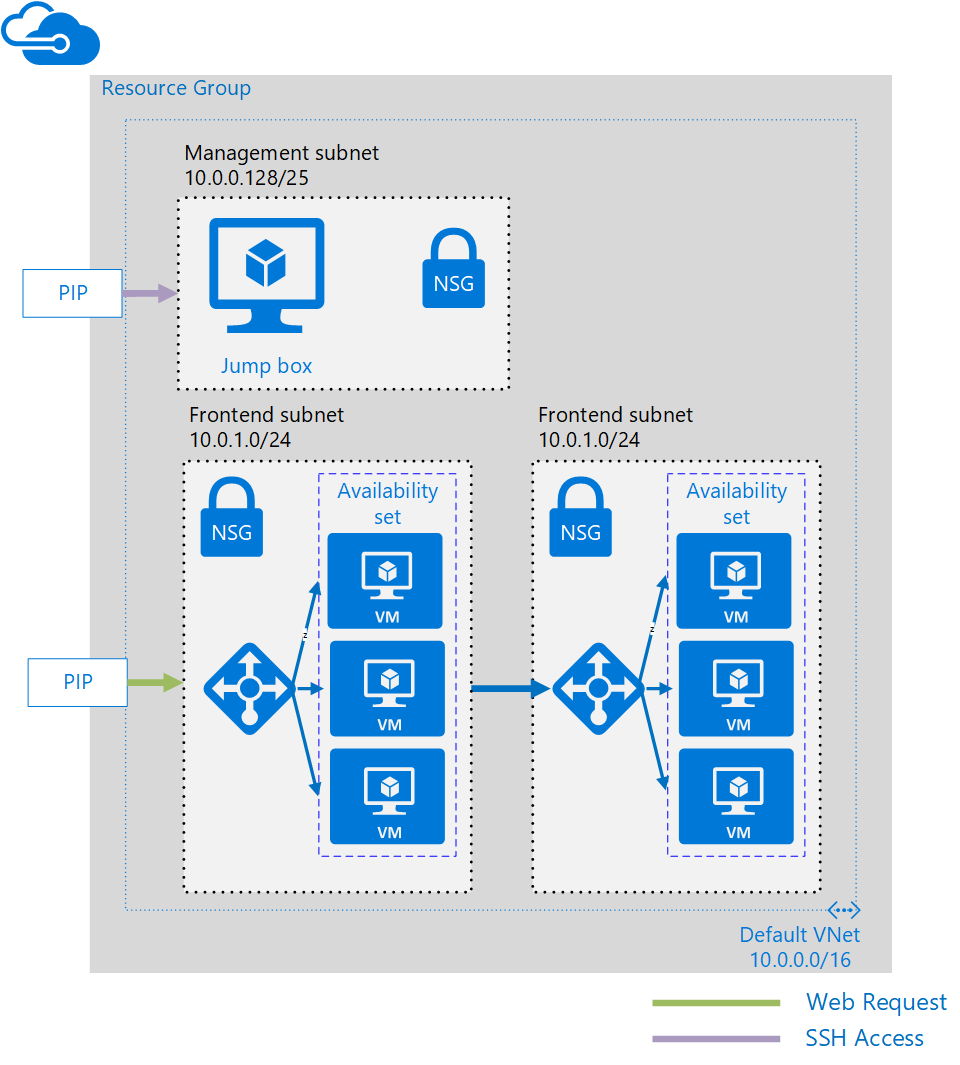 Resource Group
Management subnet
10.0.0.128/25
PIP
NSG
Jump box
Frontend subnet
10.0.1.0/24
Frontend subnet
10.0.1.0/24
NSG
Availability
set
VM
z
VM
VM
PIP
NSG
Availability
set
VM
z
VM
VM
Default VNet
10.0.0.0/16
Web Request
SSH Access